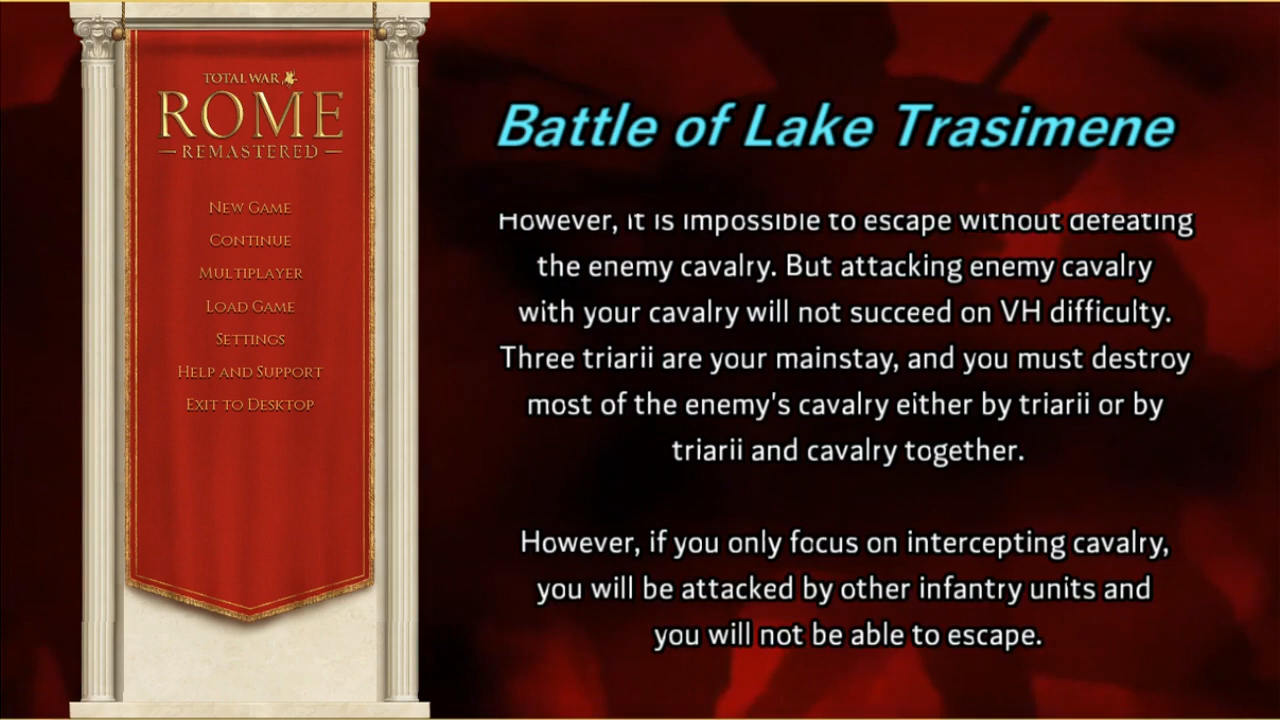 TOTAL WAR
ROME
REMASTERED
NEW GAME
CONTINUE
MULTIPLAYER
LOAD GAME
SETTINGS
HELP AND SUPPORT
EXIT TO DESKTOP
Battle of Lake Trasimene
However, it is impossible to escape without defeating
the enemy cavalry. But attacking enemy cavalry
with your cavalry will not succeed on VH difficulty.
Three triarii are your mainstay, and you must destroy
most of the enemy's cavalry either by triarii or by
triarii and cavalry together.
However, if you only focus on intercepting cavalry,
you will be attacked by other infantry units and
you will not be able to escape.